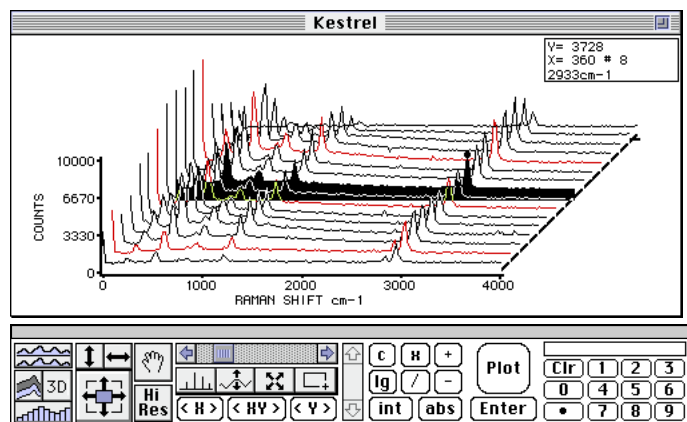 Kestrel
Y= 3728
X= 360 # 8
2933cm-1
10000
6670
3330
0
COUNTS
0 1000 2000 3000 4000
RAMAN SHIFT cm-1
3D
Hi
Res
< X > < XY > < Y >
c x +
lg / -
int abs
Plot
Enter
Clr 1 2 3
0 4 5 6
• 7 8 9